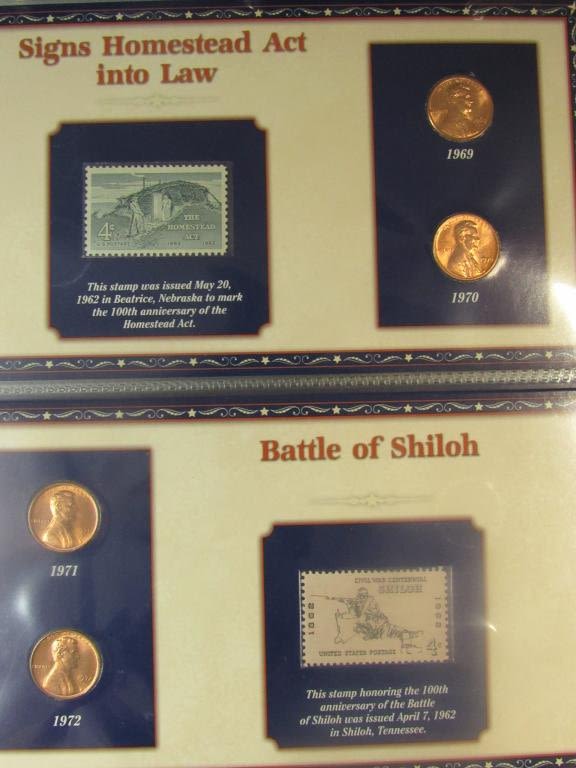 Signs Homestead Act
into Law
4¢
THE
HOMESTEAD
ACT
U.S. POSTAGE 1862 1962
This stamp was issued May 20,
1962 in Beatrice, Nebraska to mark
the 100th anniversary of the
Homestead Act.
1969
1970
1971
1972
Battle of Shiloh
CIVIL WAR CENTENNIAL
SHILOH
1862
1962
4¢
UNITED STATES POSTAGE
This stamp honoring the 100th
anniversary of the Battle
of Shiloh was issued April 7, 1962
in Shiloh, Tennessee.